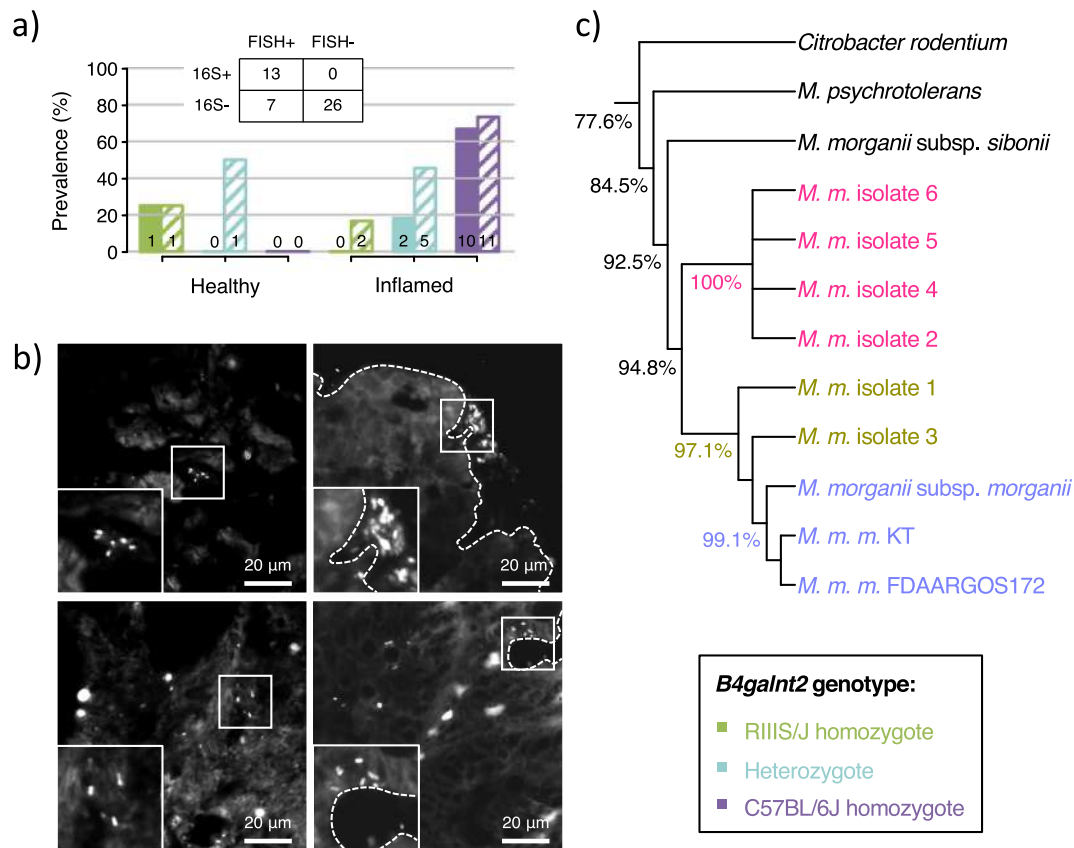 a)
FISH+ FISH-
16S+ 13 0
16S- 7 26
Prevalence (%)
100
80
60
40
20
0
1 1 0 1 0 0 0 2 2 5 10 11
Healthy Inflamed
b)
20 µm
20 µm
20 µm
20 µm
c)
Citrobacter rodentium
M. psychrotolerans
77.6%
M. morganii subsp. sibonii
84.5%
M. m. isolate 6
M. m. isolate 5
92.5%
100%
M. m. isolate 4
M. m. isolate 2
94.8%
M. m. isolate 1
M. m. isolate 3
97.1%
M. morganii subsp. morganii
M. m. m. KT
99.1%
M. m. m. FDAARGOS172
B4galnt2 genotype:
RIIIS/J homozygote
Heterozygote
C57BL/6J homozygote